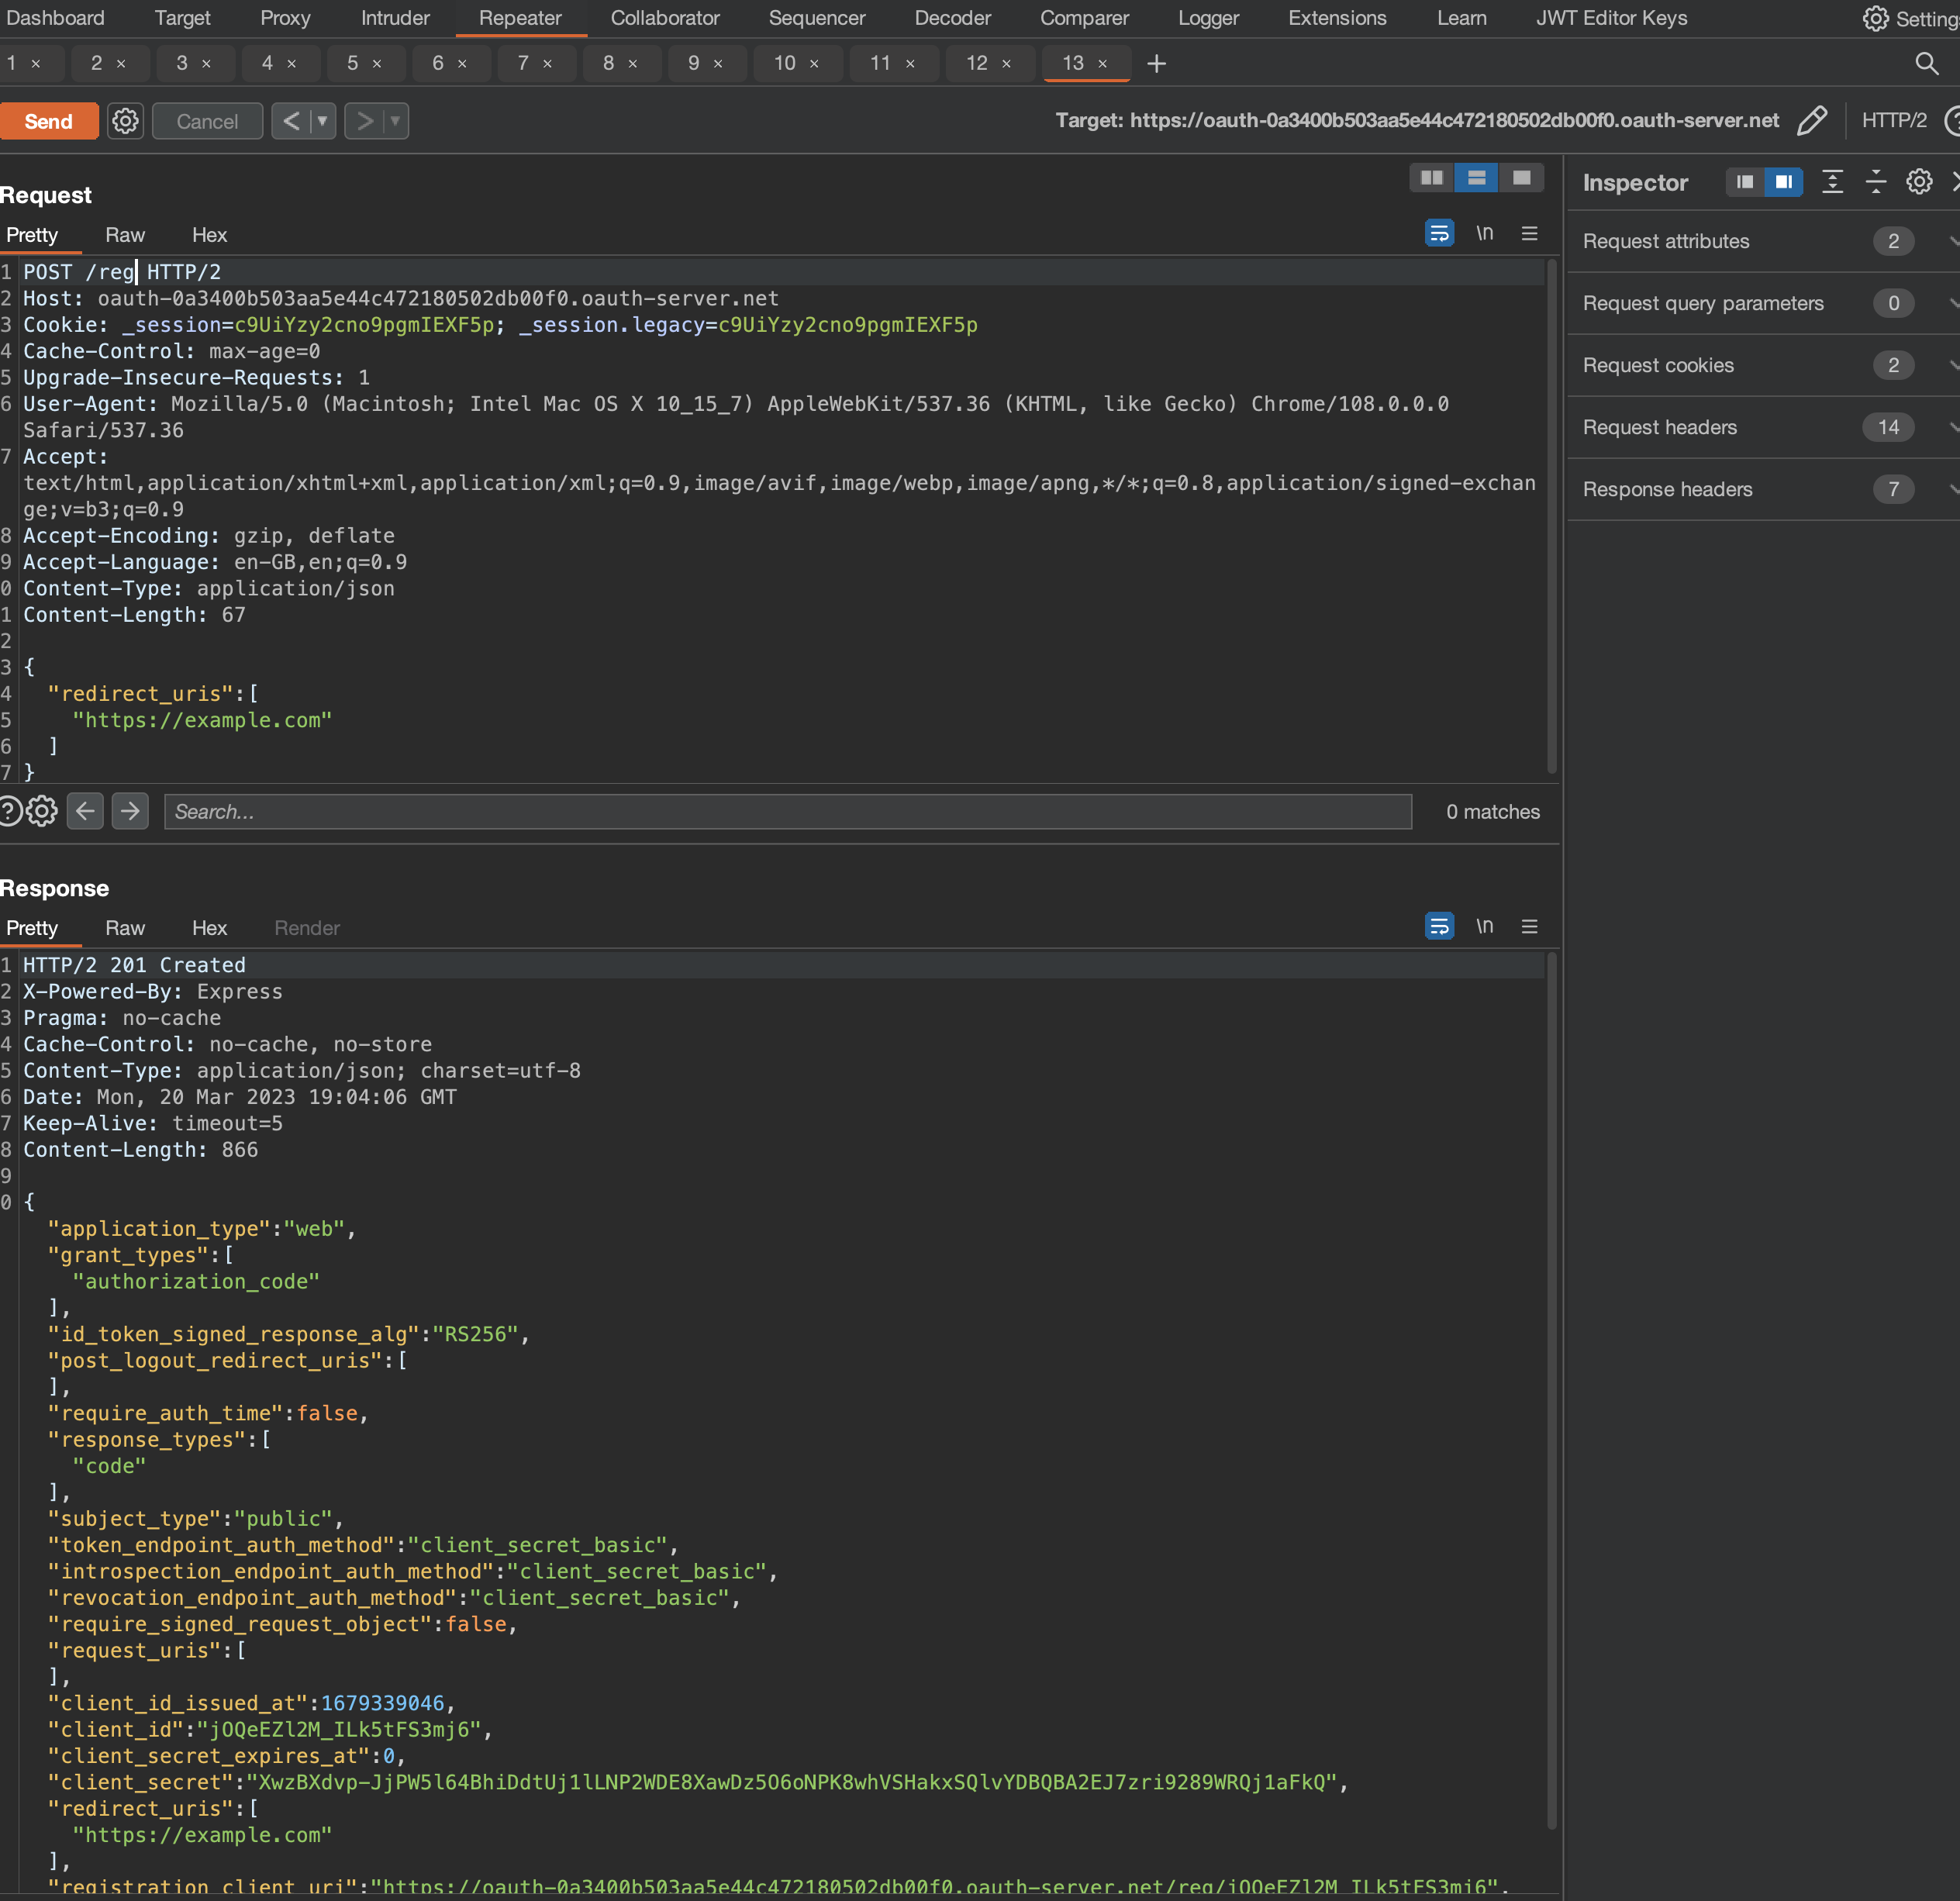 Dashboard Target Proxy Intruder Repeater Collaborator Sequencer Decoder Comparer Logger Extensions Learn JWT Editor Keys Setting
1 × 2 × 3 × 4 × 5 × 6 × 7 × 8 × 9 × 10 × 11 × 12 × 13 × +
Send Cancel < > Target: https://oauth-0a3400b503aa5e44c472180502db00f0.oauth-server.net HTTP/2
Request
Pretty Raw Hex \n
1 POST /reg HTTP/2
2 Host: oauth-0a3400b503aa5e44c472180502db00f0.oauth-server.net
3 Cookie: _session=c9UiYzy2cno9pgmIEXF5p; _session.legacy=c9UiYzy2cno9pgmIEXF5p
4 Cache-Control: max-age=0
5 Upgrade-Insecure-Requests: 1
6 User-Agent: Mozilla/5.0 (Macintosh; Intel Mac OS X 10_15_7) AppleWebKit/537.36 (KHTML, like Gecko) Chrome/108.0.0.0
Safari/537.36
7 Accept:
text/html,application/xhtml+xml,application/xml;q=0.9,image/avif,image/webp,image/apng,*/*;q=0.8,application/signed-exchan
ge;v=b3;q=0.9
8 Accept-Encoding: gzip, deflate
9 Accept-Language: en-GB,en;q=0.9
0 Content-Type: application/json
1 Content-Length: 67
2
3 {
4 "redirect_uris":[
5 "https://example.com"
6 ]
7 }
? Search... 0 matches
Response
Pretty Raw Hex Render \n
1 HTTP/2 201 Created
2 X-Powered-By: Express
3 Pragma: no-cache
4 Cache-Control: no-cache, no-store
5 Content-Type: application/json; charset=utf-8
6 Date: Mon, 20 Mar 2023 19:04:06 GMT
7 Keep-Alive: timeout=5
8 Content-Length: 866
9
0 {
"application_type":"web",
"grant_types":[
"authorization_code"
],
"id_token_signed_response_alg":"RS256",
"post_logout_redirect_uris":[
],
"require_auth_time":false,
"response_types":[
"code"
],
"subject_type":"public",
"token_endpoint_auth_method":"client_secret_basic",
"introspection_endpoint_auth_method":"client_secret_basic",
"revocation_endpoint_auth_method":"client_secret_basic",
"require_signed_request_object":false,
"request_uris":[
],
"client_id_issued_at":1679339046,
"client_id":"jOQeEZl2M_ILk5tFS3mj6",
"client_secret_expires_at":0,
"client_secret":"XwzBXdvp-JjPW5l64BhiDdtUj1lLNP2WDE8XawDz5O6oNPK8whVSHakxSQlvYDBQBA2EJ7zri9289WRQj1aFkQ",
"redirect_uris":[
"https://example.com"
],
"registration_client_uri":"https://oauth-0a3400b503aa5e44c472180502db00f0.oauth-server.net/reg/jOQeEZl2M_ILk5tFS3mj6",
Inspector
Request attributes 2
Request query parameters 0
Request cookies 2
Request headers 14
Response headers 7